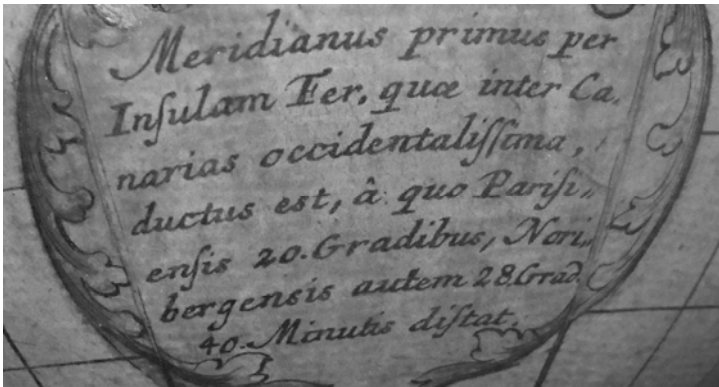 Meridianus primus per
Inſulam Fer, quæ inter Ca,
narias occidentaliſſima,
ductus est, â quo Pariſi„
enſis 20. Gradibus, Nori„
bergensis autem 28. Grad.
40. Minutis diſtat.